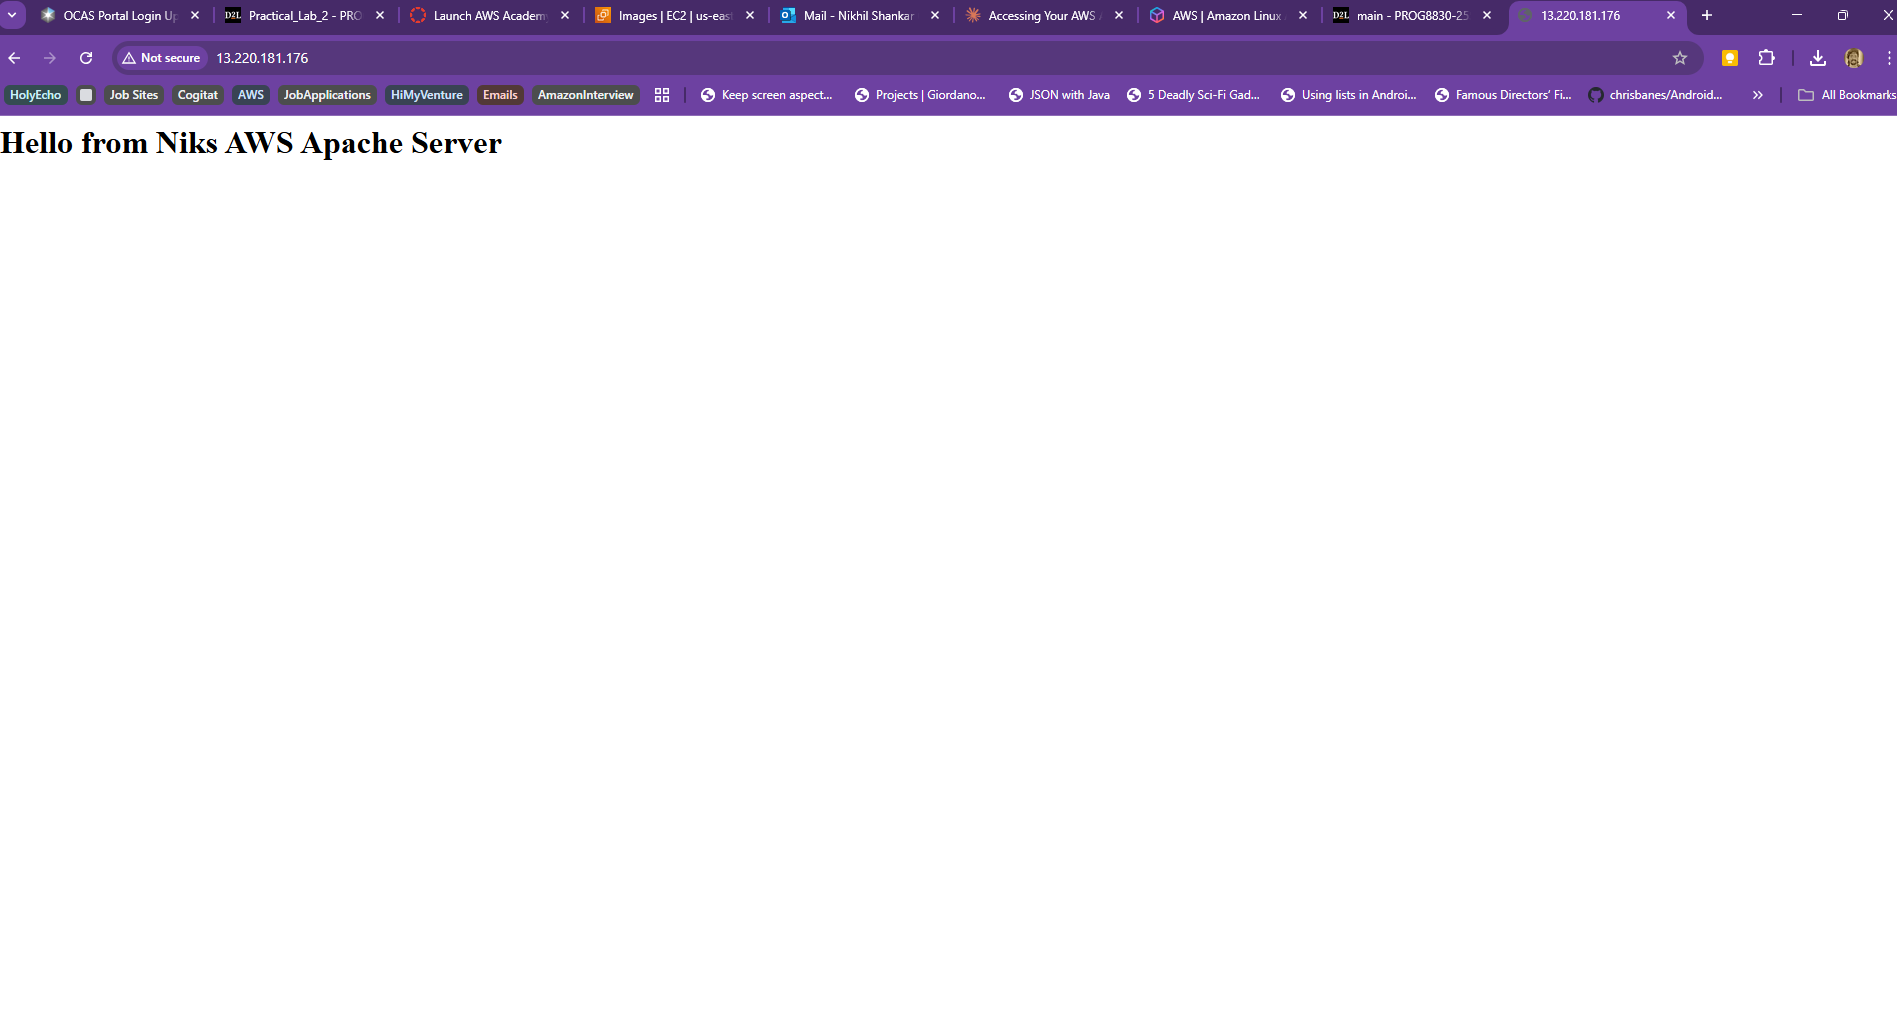 OCAS Portal Login Up
D2L Practical_Lab_2 - PRO
Launch AWS Academy
Images | EC2 | us-east
Mail - Nikhil Shankar
Accessing Your AWS A
AWS | Amazon Linux
D2L main - PROG8830-25
13.220.181.176
Not secure 13.220.181.176
HolyEcho Job Sites Cogitat AWS JobApplications HiMyVenture Emails AmazonInterview Keep screen aspect... Projects | Giordano... JSON with Java 5 Deadly Sci-Fi Gad... Using lists in Androi... Famous Directors' Fi... chrisbanes/Android... » All Bookmarks
Hello from Niks AWS Apache Server